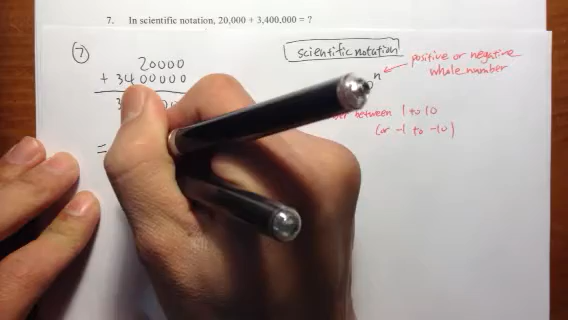 7. In scientific notation, 20,000 + 3,400,000 = ?
7
20000
+ 3400000
3
=
scientific notation
n
positive or negative
whole number
between 1 to 10
(or -1 to -10)